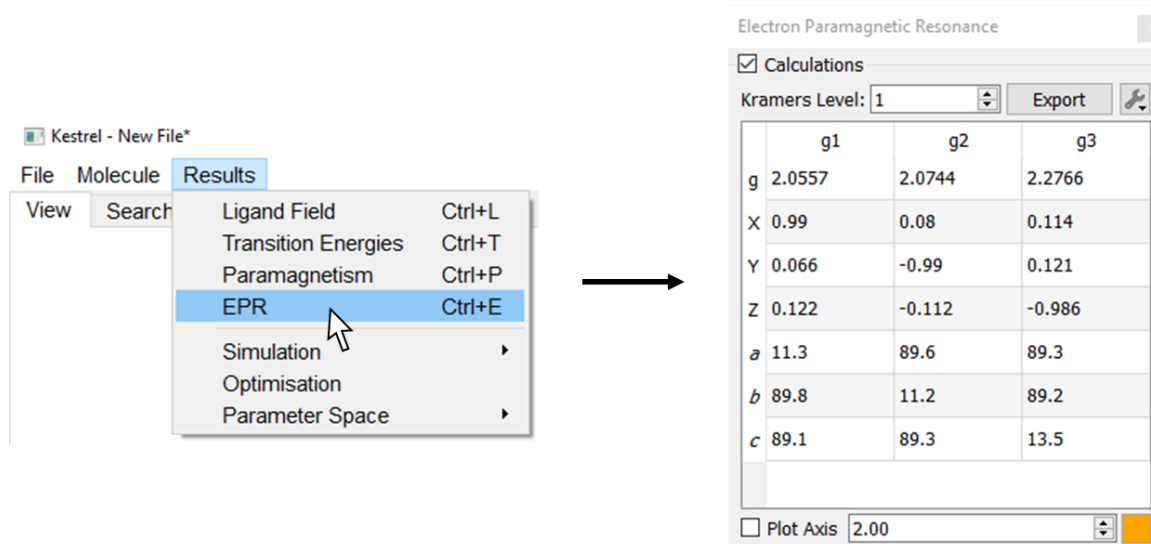 Electron Paramagnetic Resonance
Calculations
Kramers Level: 1 Export
g1 g2 g3
g 2.0557 2.0744 2.2766
X 0.99 0.08 0.114
Y 0.066 -0.99 0.121
Z 0.122 -0.112 -0.986
a 11.3 89.6 89.3
b 89.8 11.2 89.2
c 89.1 89.3 13.5
Plot Axis 2.00
Kestrel - New File*
File Molecule Results
View Search
Ligand Field Ctrl+L
Transition Energies Ctrl+T
Paramagnetism Ctrl+P
EPR Ctrl+E
Simulation
Optimisation
Parameter Space